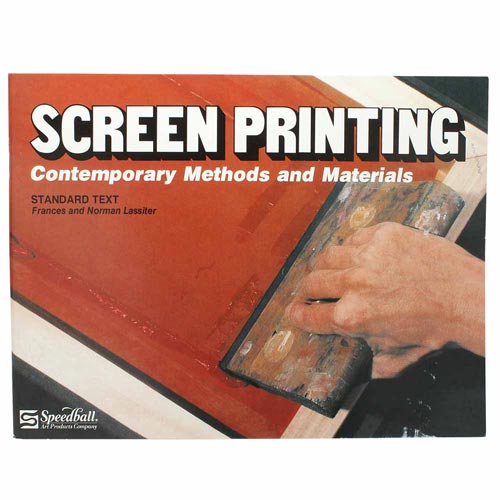 SCREEN PRINTING
Contemporary Methods and Materials
STANDARD TEXT
Frances and Norman Lassiter
Speedball
Art Products Company